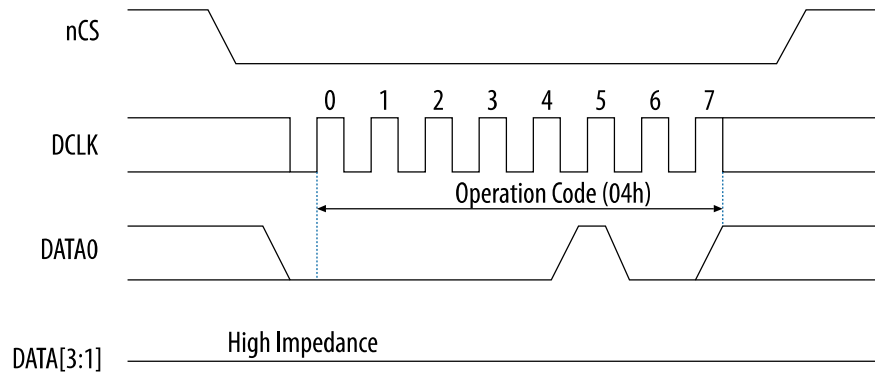 nCS
0 1 2 3 4 5 6 7
DCLK
Operation Code (04h)
DATA0
High Impedance
DATA[3:1]